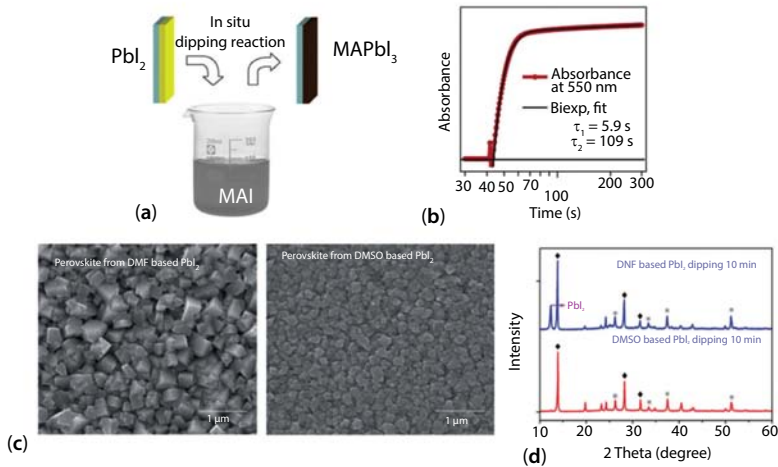 In situ
dipping reaction
PbI2
MAPbI3
MAI
(a)
Absorbance
Absorbance
at 550 nm
Biexp, fit
τ1 = 5.9 s
τ2 = 109 s
30 40 50 70 100 200 300
Time (s)
(b)
Perovskite from DMF based PbI2
1 µm
Perovskite from DMSO based PbI2
1 µm
(c)
Intensity
DNF based PbI, dipping 10 min
PbI2
DMSO based PbI, dipping 10 min
10 20 30 40 50 60
2 Theta (degree)
(d)